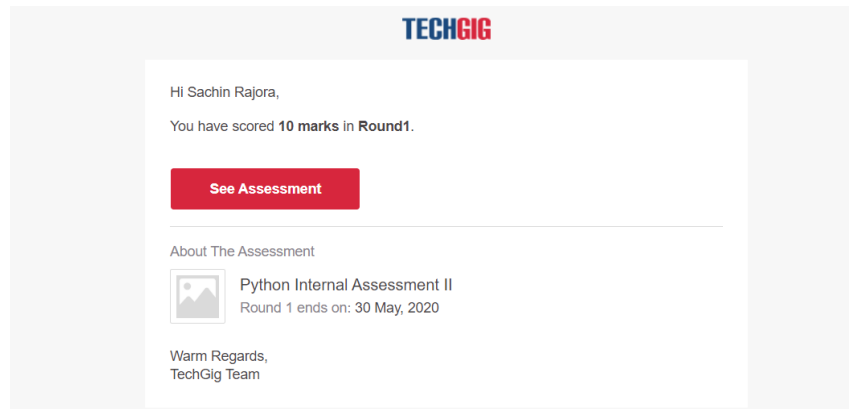 TECHGIG
Hi Sachin Rajora,
You have scored 10 marks in Round1.
See Assessment
About The Assessment
Python Internal Assessment II
Round 1 ends on: 30 May, 2020
Warm Regards,
TechGig Team